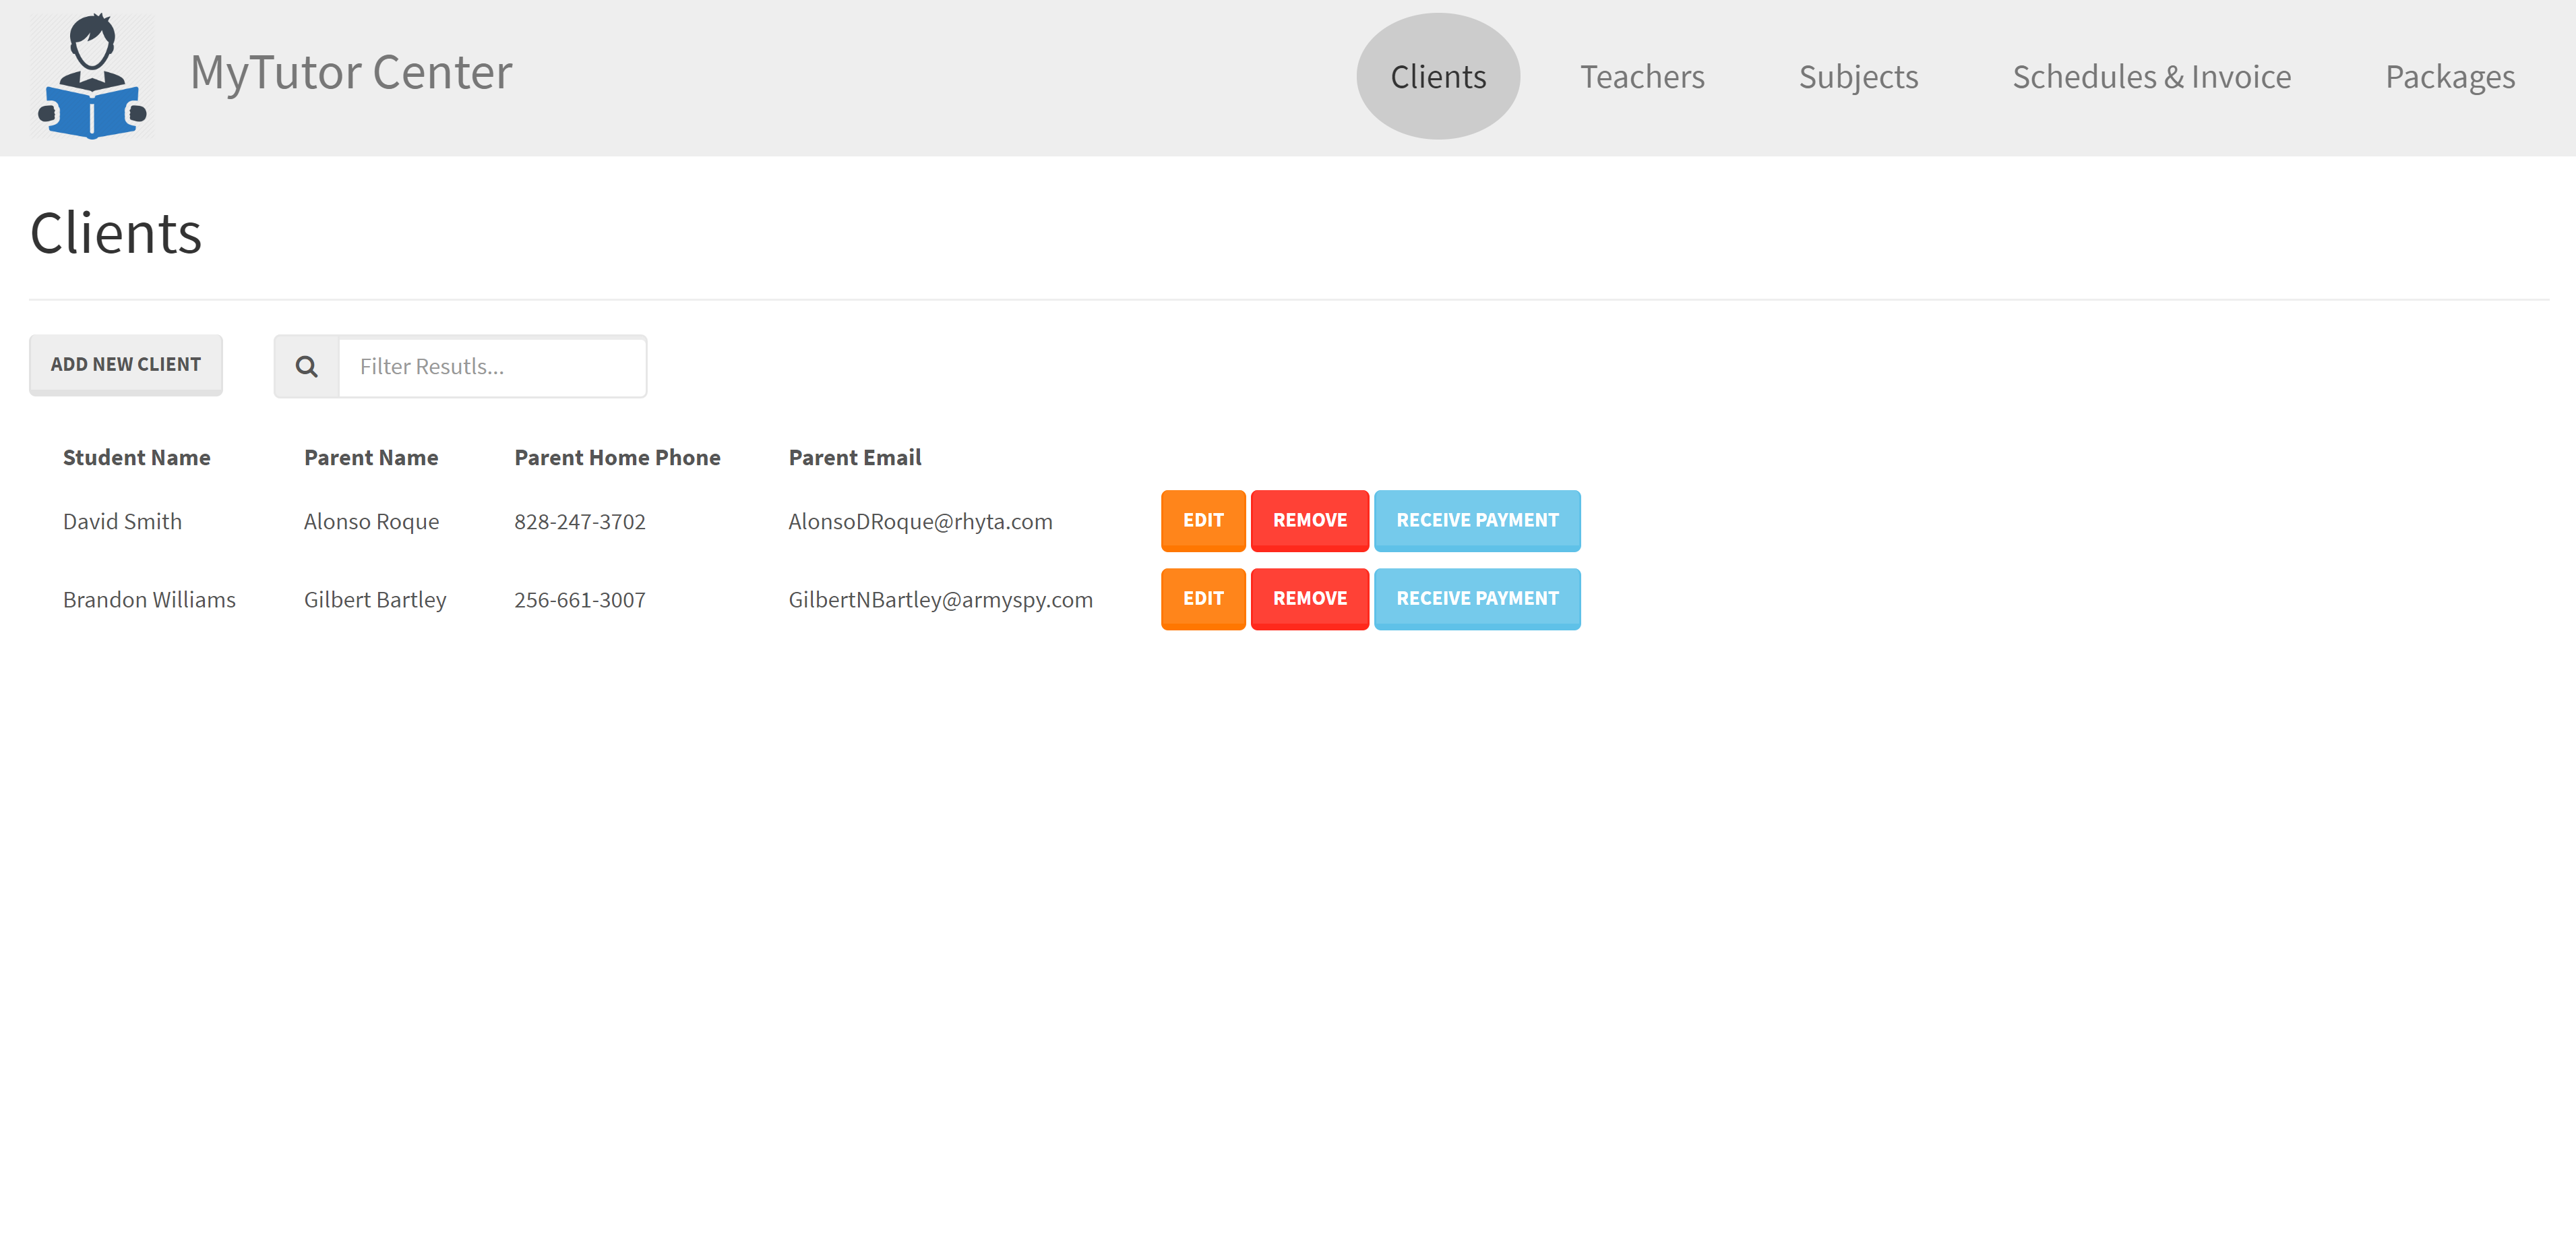 MyTutor Center
Clients Teachers Subjects Schedules & Invoice Packages
Clients
ADD NEW CLIENT Filter Resutls...
Student Name Parent Name Parent Home Phone Parent Email
David Smith Alonso Roque 828-247-3702 AlonsoDRoque@rhyta.com EDIT REMOVE RECEIVE PAYMENT
Brandon Williams Gilbert Bartley 256-661-3007 GilbertNBartley@armyspy.com EDIT REMOVE RECEIVE PAYMENT